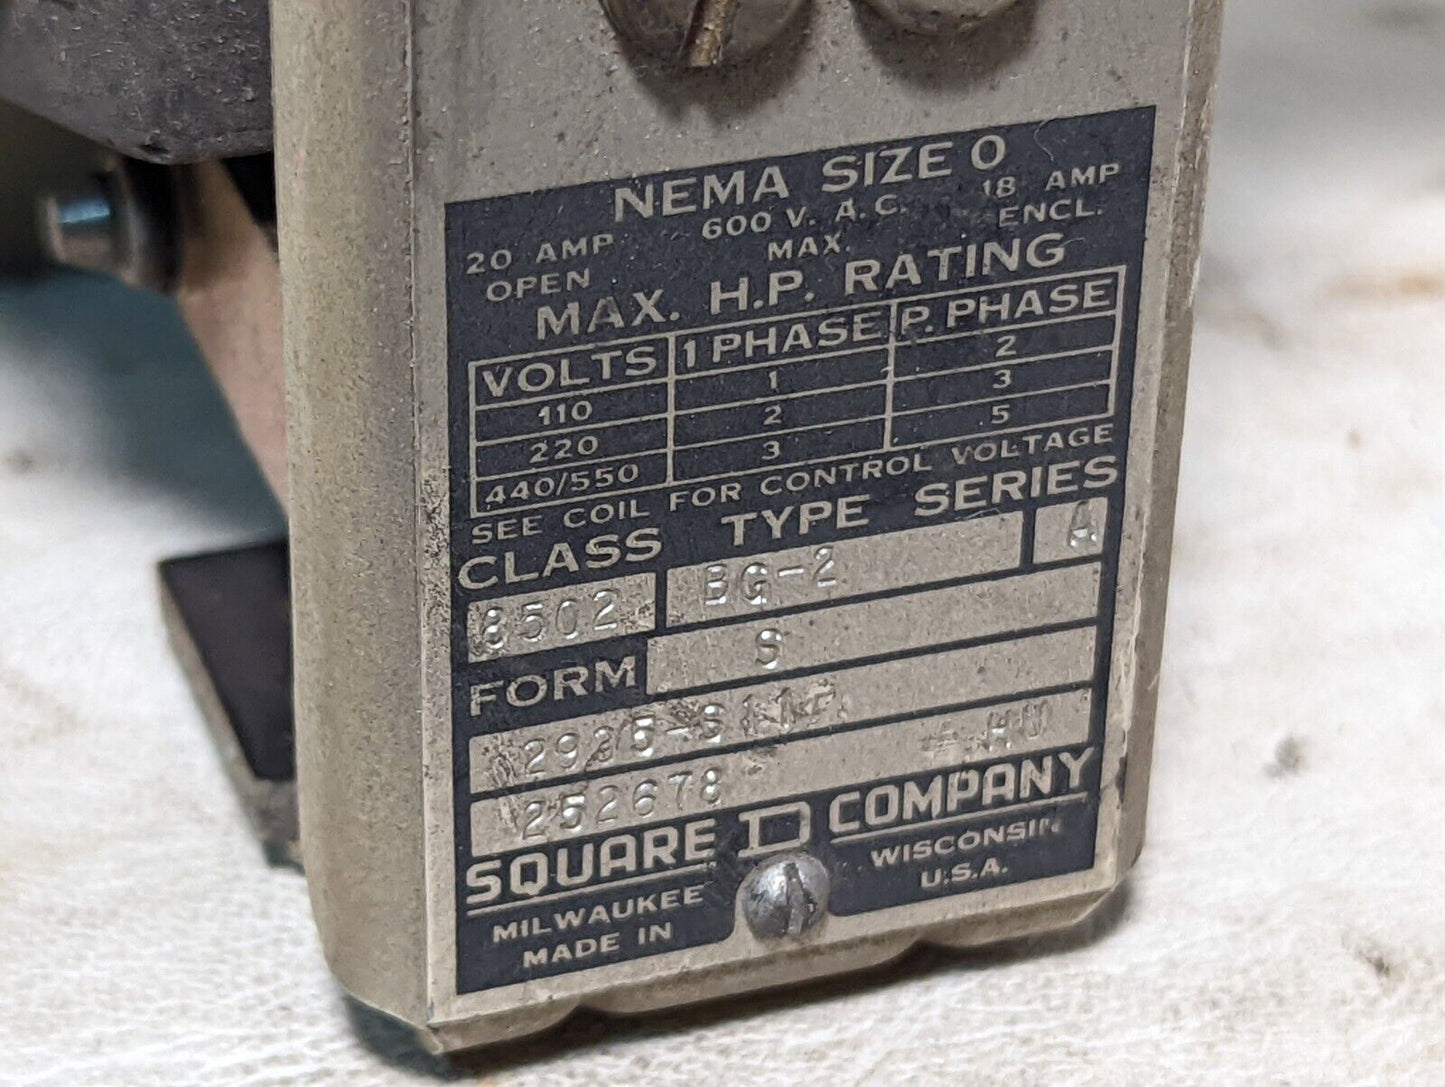 NEMA SIZE 0
20 AMP 600 V. A.C. 18 AMP
OPEN MAX. ENCL.
MAX. H.P. RATING
VOLTS 1 PHASE P. PHASE
110 1 2
220 2 3
440/550 3 5
SEE COIL FOR CONTROL VOLTAGE
CLASS TYPE SERIES
8502 BG-2 A
FORM S
252678
SQUARE D COMPANY
MILWAUKEE WISCONSIN
MADE IN U.S.A.